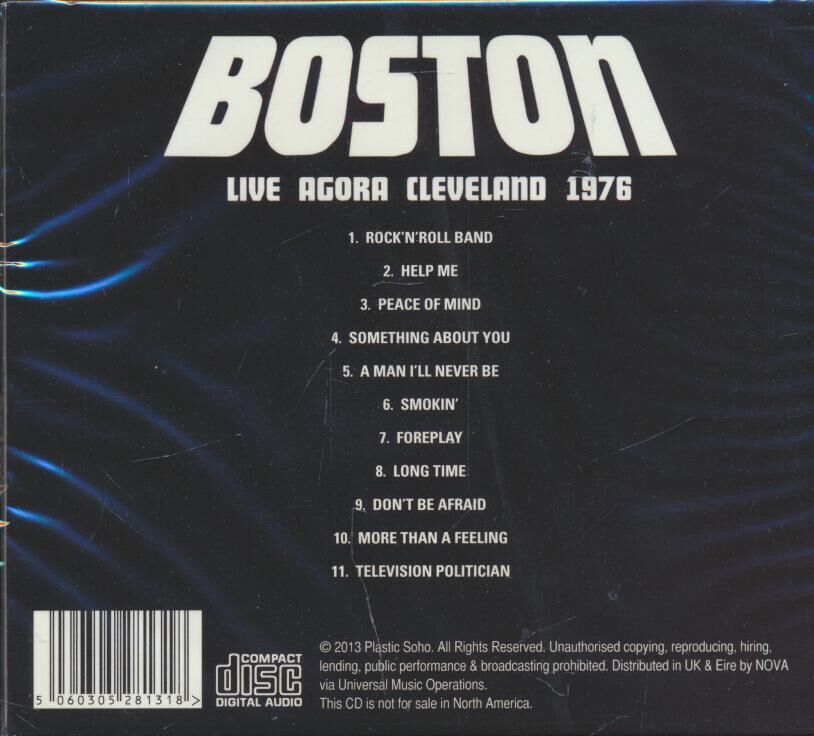 BOSTON
LIVE AGORA CLEVELAND 1976
1. ROCK'N'ROLL BAND
2. HELP ME
3. PEACE OF MIND
4. SOMETHING ABOUT YOU
5. A MAN I'LL NEVER BE
6. SMOKIN'
7. FOREPLAY
8. LONG TIME
9. DON'T BE AFRAID
10. MORE THAN A FEELING
11. TELEVISION POLITICIAN
5 060305 281318 >
COMPACT
disc
DIGITAL AUDIO
© 2013 Plastic Soho. All Rights Reserved. Unauthorised copying, reproducing, hiring,
lending, public performance & broadcasting prohibited. Distributed in UK & Eire by NOVA
via Universal Music Operations.
This CD is not for sale in North America.